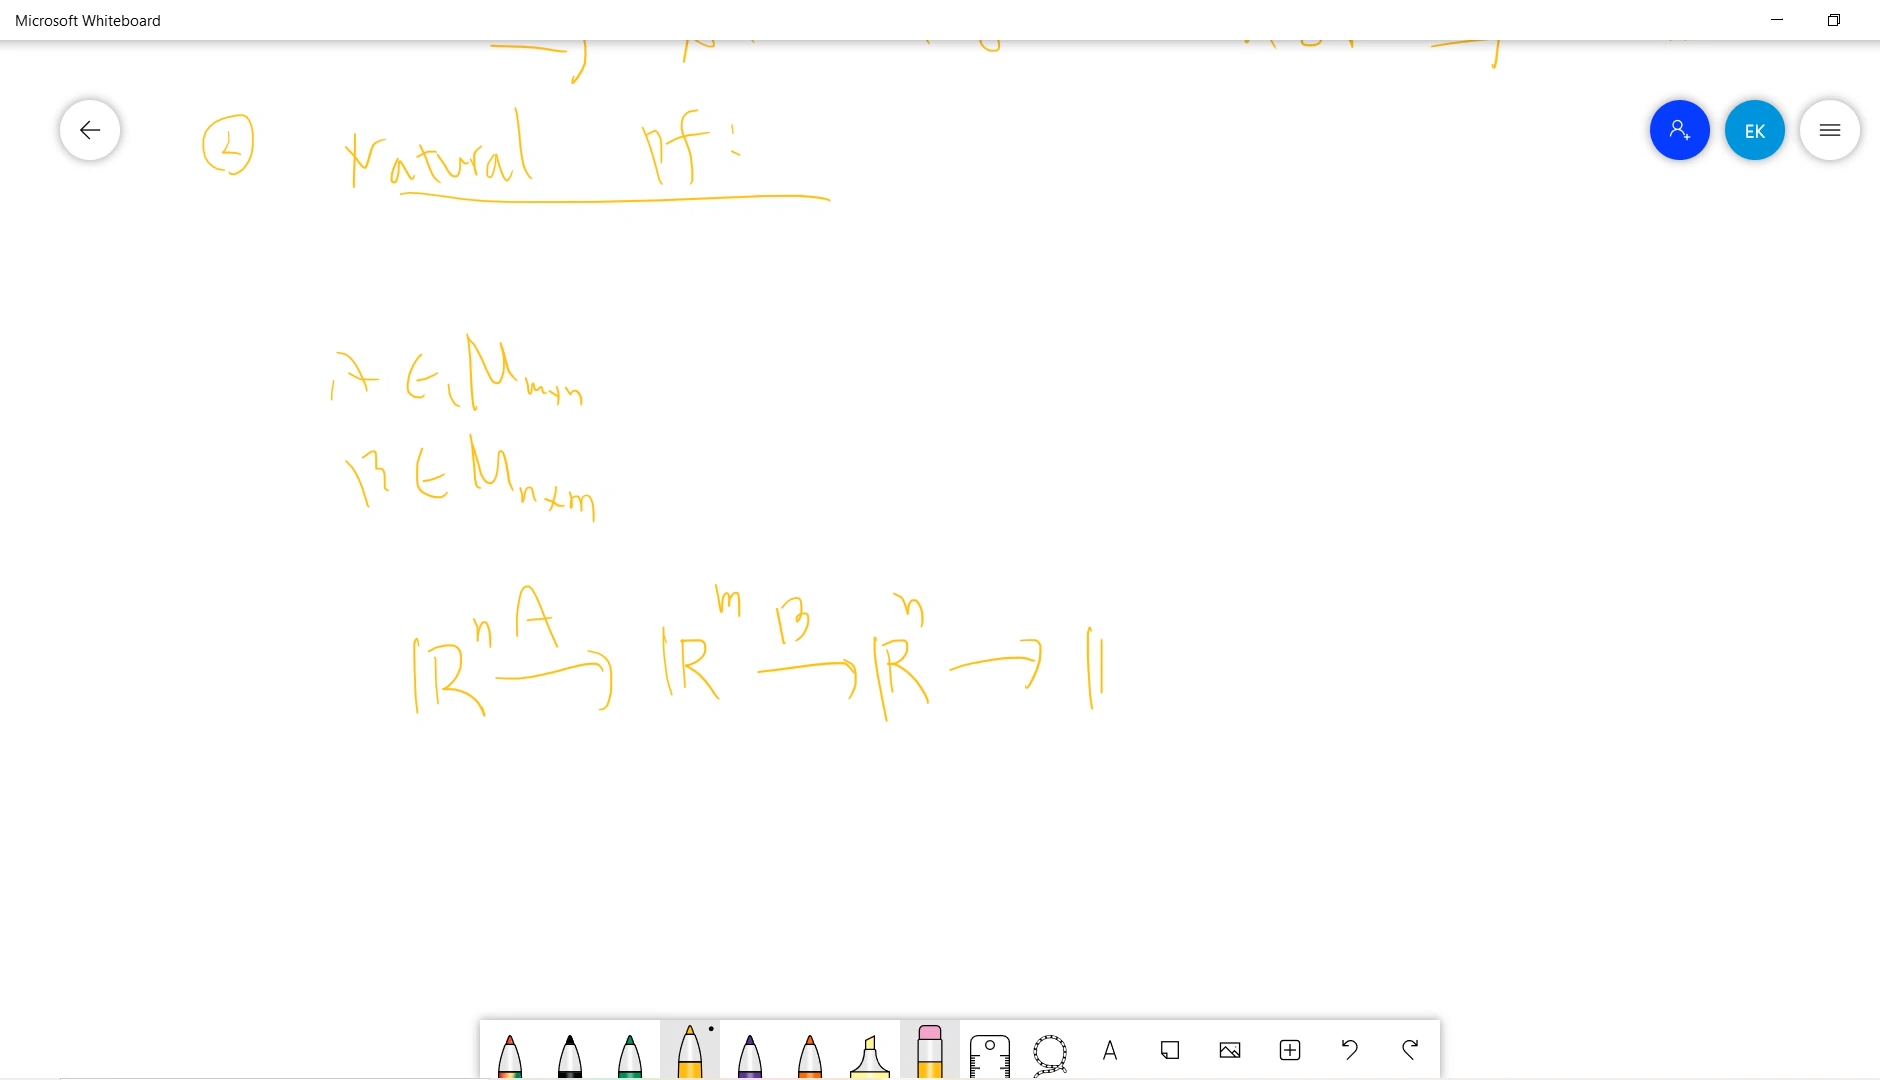 Microsoft Whiteboard
EK
② Natural pf:
A ∈ M_{m×n}
B ∈ M_{n×m}
ℝ^n —A→ ℝ^m —B→ ℝ^n → |
A